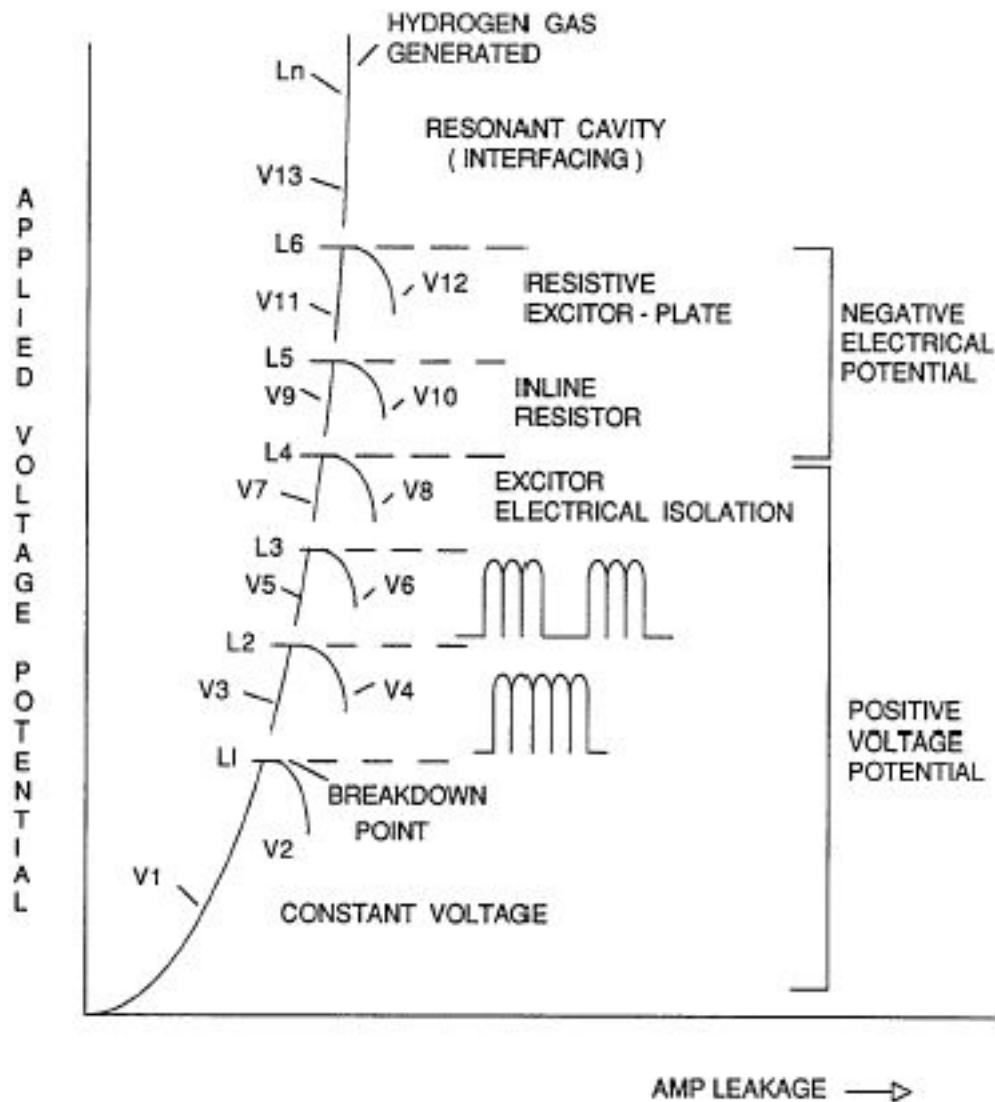 HYDROGEN GAS
GENERATED
Ln
RESONANT CAVITY
( INTERFACING )
V13
L6
V12
V11
RESISTIVE
EXCITOR - PLATE
NEGATIVE
ELECTRICAL
POTENTIAL
L5
V9
V10
INLINE
RESISTOR
L4
V7
V8
EXCITOR
ELECTRICAL ISOLATION
L3
V5
V6
L2
V3
V4
POSITIVE
VOLTAGE
POTENTIAL
L1
BREAKDOWN
POINT
V2
V1
CONSTANT VOLTAGE
APPLIED VOLTAGE POTENTIAL
AMP LEAKAGE